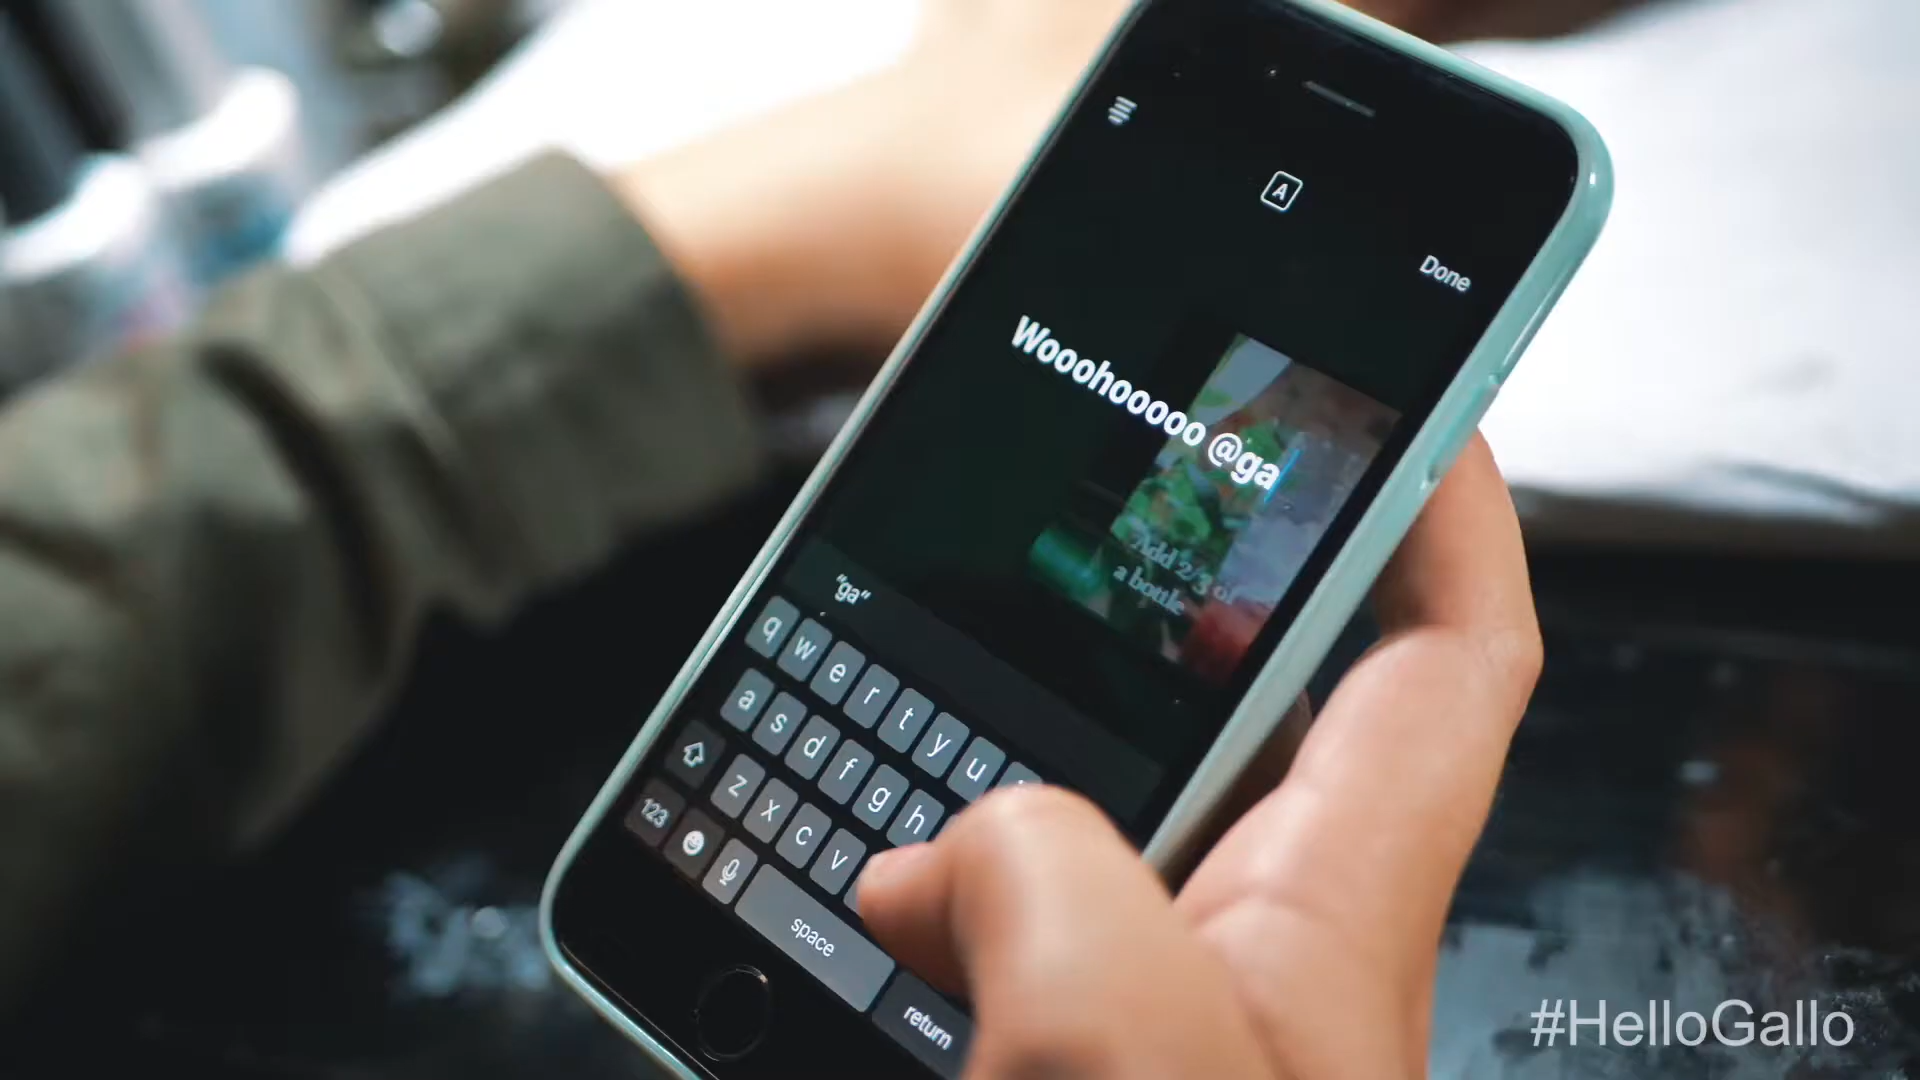 A
Done
Wooohooooo @ga
Add 2/3 of
a bottle
"ga"
q w e r t y u
a s d f g h
z x c v
123
space
return
#HelloGallo